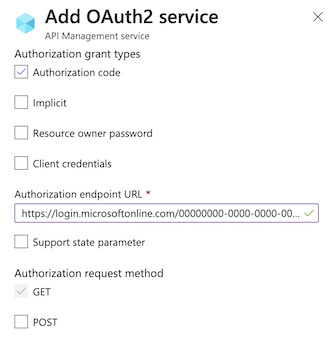 Add OAuth2 service
API Management service
Authorization grant types
Authorization code
Implicit
Resource owner password
Client credentials
Authorization endpoint URL *
https://login.microsoftonline.com/00000000-0000-0000-00...
Support state parameter
Authorization request method
GET
POST